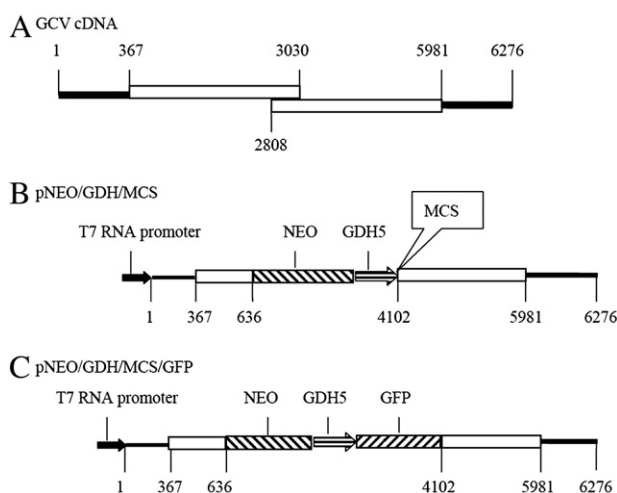 A GCV cDNA
1 367 3030 5981 6276
2808
B pNEO/GDH/MCS
MCS
T7 RNA promoter NEO GDH5
1 367 636 4102 5981 6276
C pNEO/GDH/MCS/GFP
T7 RNA promoter NEO GDH5 GFP
1 367 636 4102 5981 6276